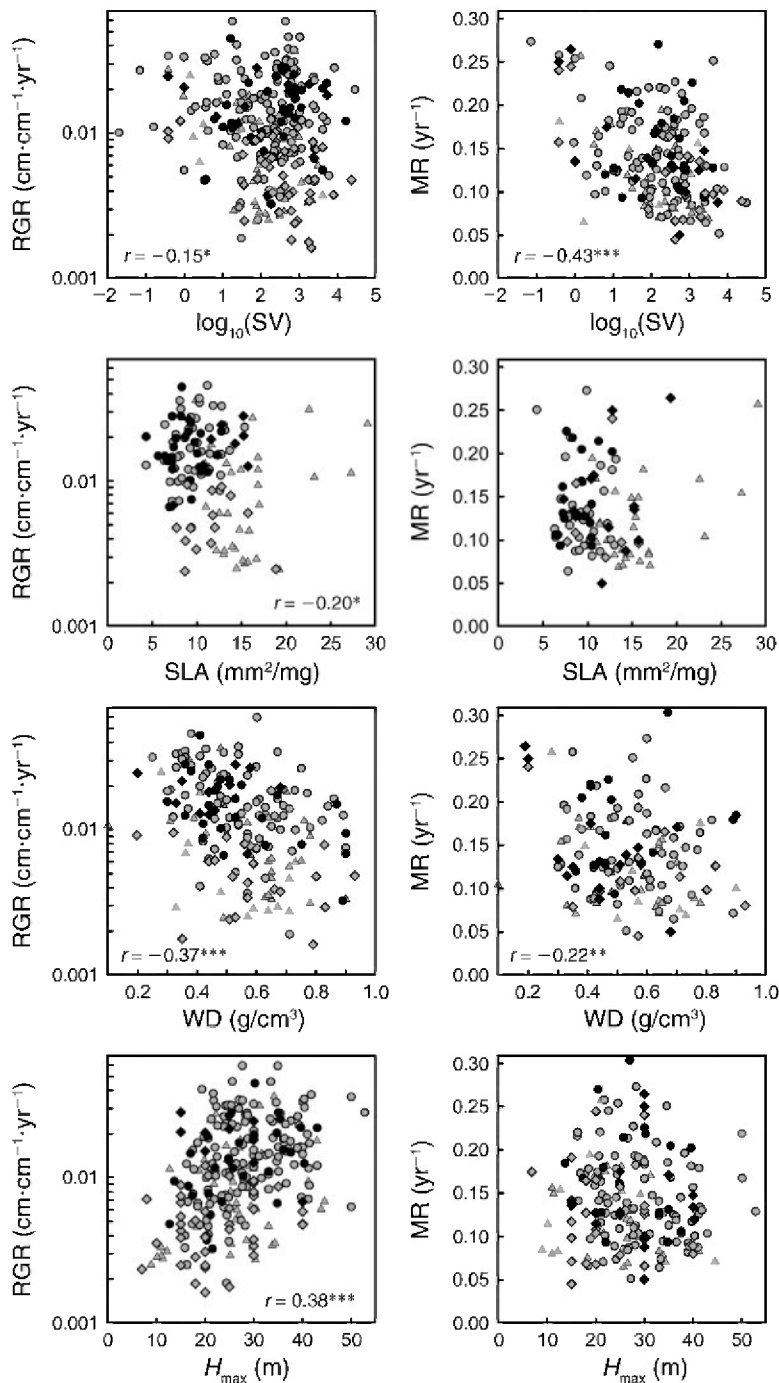 RGR (cm·cm⁻¹·yr⁻¹)
0.01
0.001
r = −0.15*
−2 −1 0 1 2 3 4 5
log₁₀(SV)
MR (yr⁻¹)
0.30
0.25
0.20
0.15
0.10
0.05
0.00
r = −0.43***
−2 −1 0 1 2 3 4 5
log₁₀(SV)
RGR (cm·cm⁻¹·yr⁻¹)
0.01
0.001
r = −0.20*
5 10 15 20 25 30
SLA (mm²/mg)
MR (yr⁻¹)
0.30
0.25
0.20
0.15
0.10
0.05
0.00
0 5 10 15 20 25 30
SLA (mm²/mg)
RGR (cm·cm⁻¹·yr⁻¹)
0.01
0.001
r = −0.37***
0.2 0.4 0.6 0.8 1.0
WD (g/cm³)
MR (yr⁻¹)
0.30
0.25
0.20
0.15
0.10
0.05
0.00
r = −0.22**
0.2 0.4 0.6 0.8 1.0
WD (g/cm³)
RGR (cm·cm⁻¹·yr⁻¹)
0.01
0.001
r = 0.38***
0 10 20 30 40 50
Hmax (m)
MR (yr⁻¹)
0.30
0.25
0.20
0.15
0.10
0.05
0.00
0 10 20 30 40 50
Hmax (m)